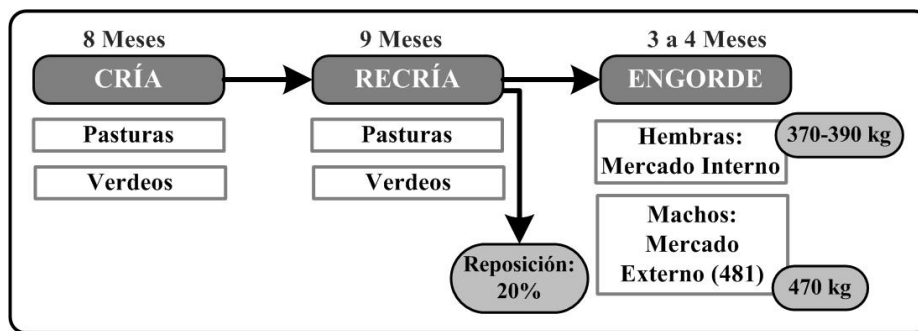 8 Meses
9 Meses
3 a 4 Meses
CRÍA
RECRÍA
ENGORDE
Pasturas
Verdeos
Pasturas
Verdeos
Reposición:
20%
Hembras:
Mercado Interno
370-390 kg
Machos:
Mercado
Externo (481)
470 kg